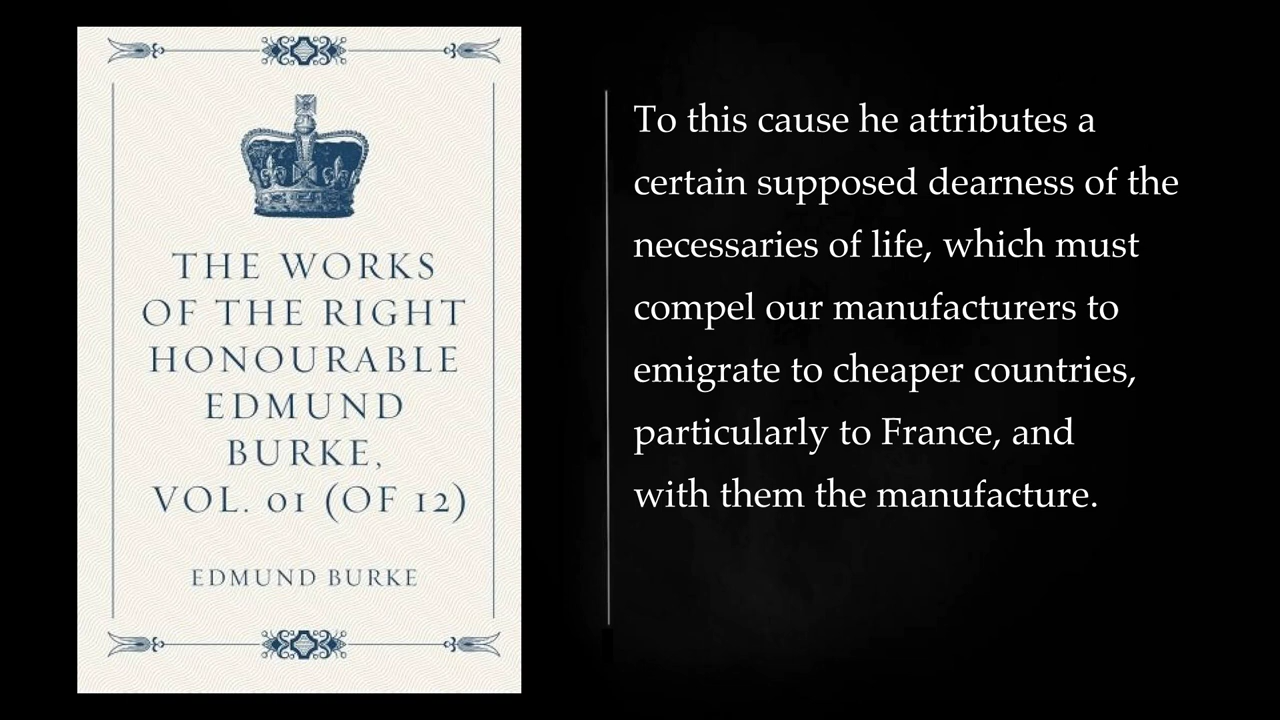 THE WORKS
OF THE RIGHT
HONOURABLE
EDMUND
BURKE,
VOL. 01 (OF 12)
EDMUND BURKE
To this cause he attributes a
certain supposed dearness of the
necessaries of life, which must
compel our manufacturers to
emigrate to cheaper countries,
particularly to France, and
with them the manufacture.